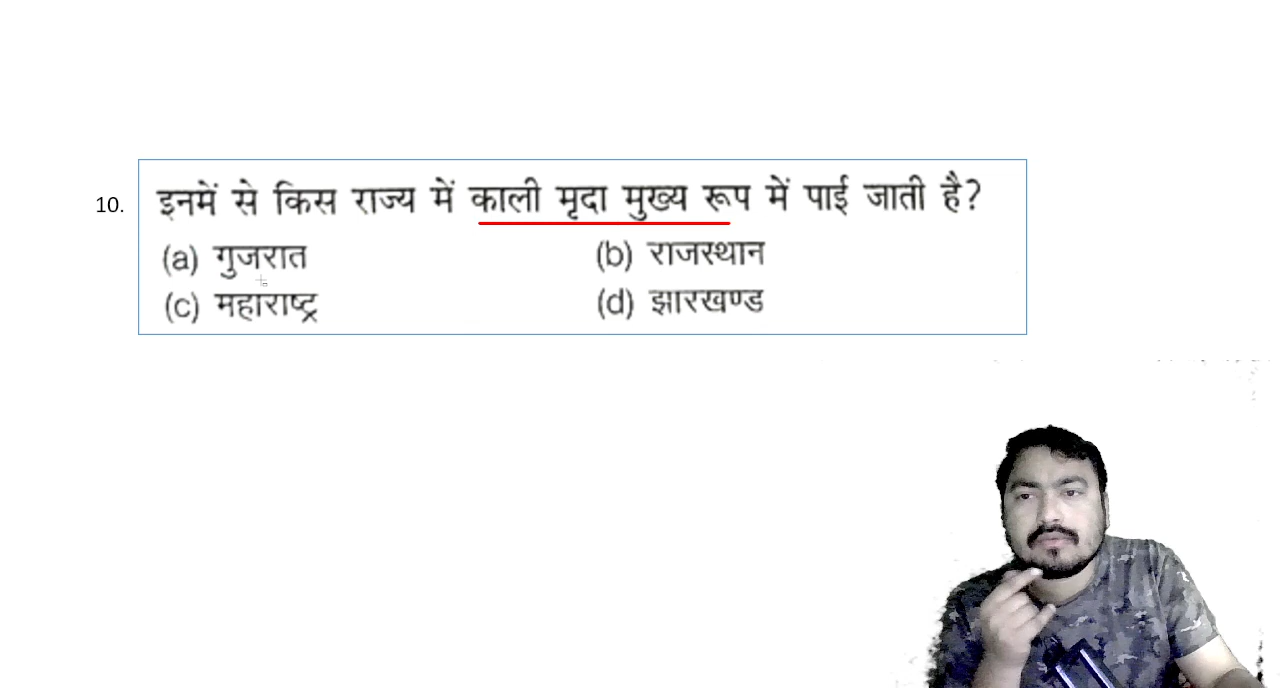 10. इनमें से किस राज्य में काली मृदा मुख्य रूप में पाई जाती है?
(a) गुजरात (b) राजस्थान
(c) महाराष्ट्र (d) झारखण्ड